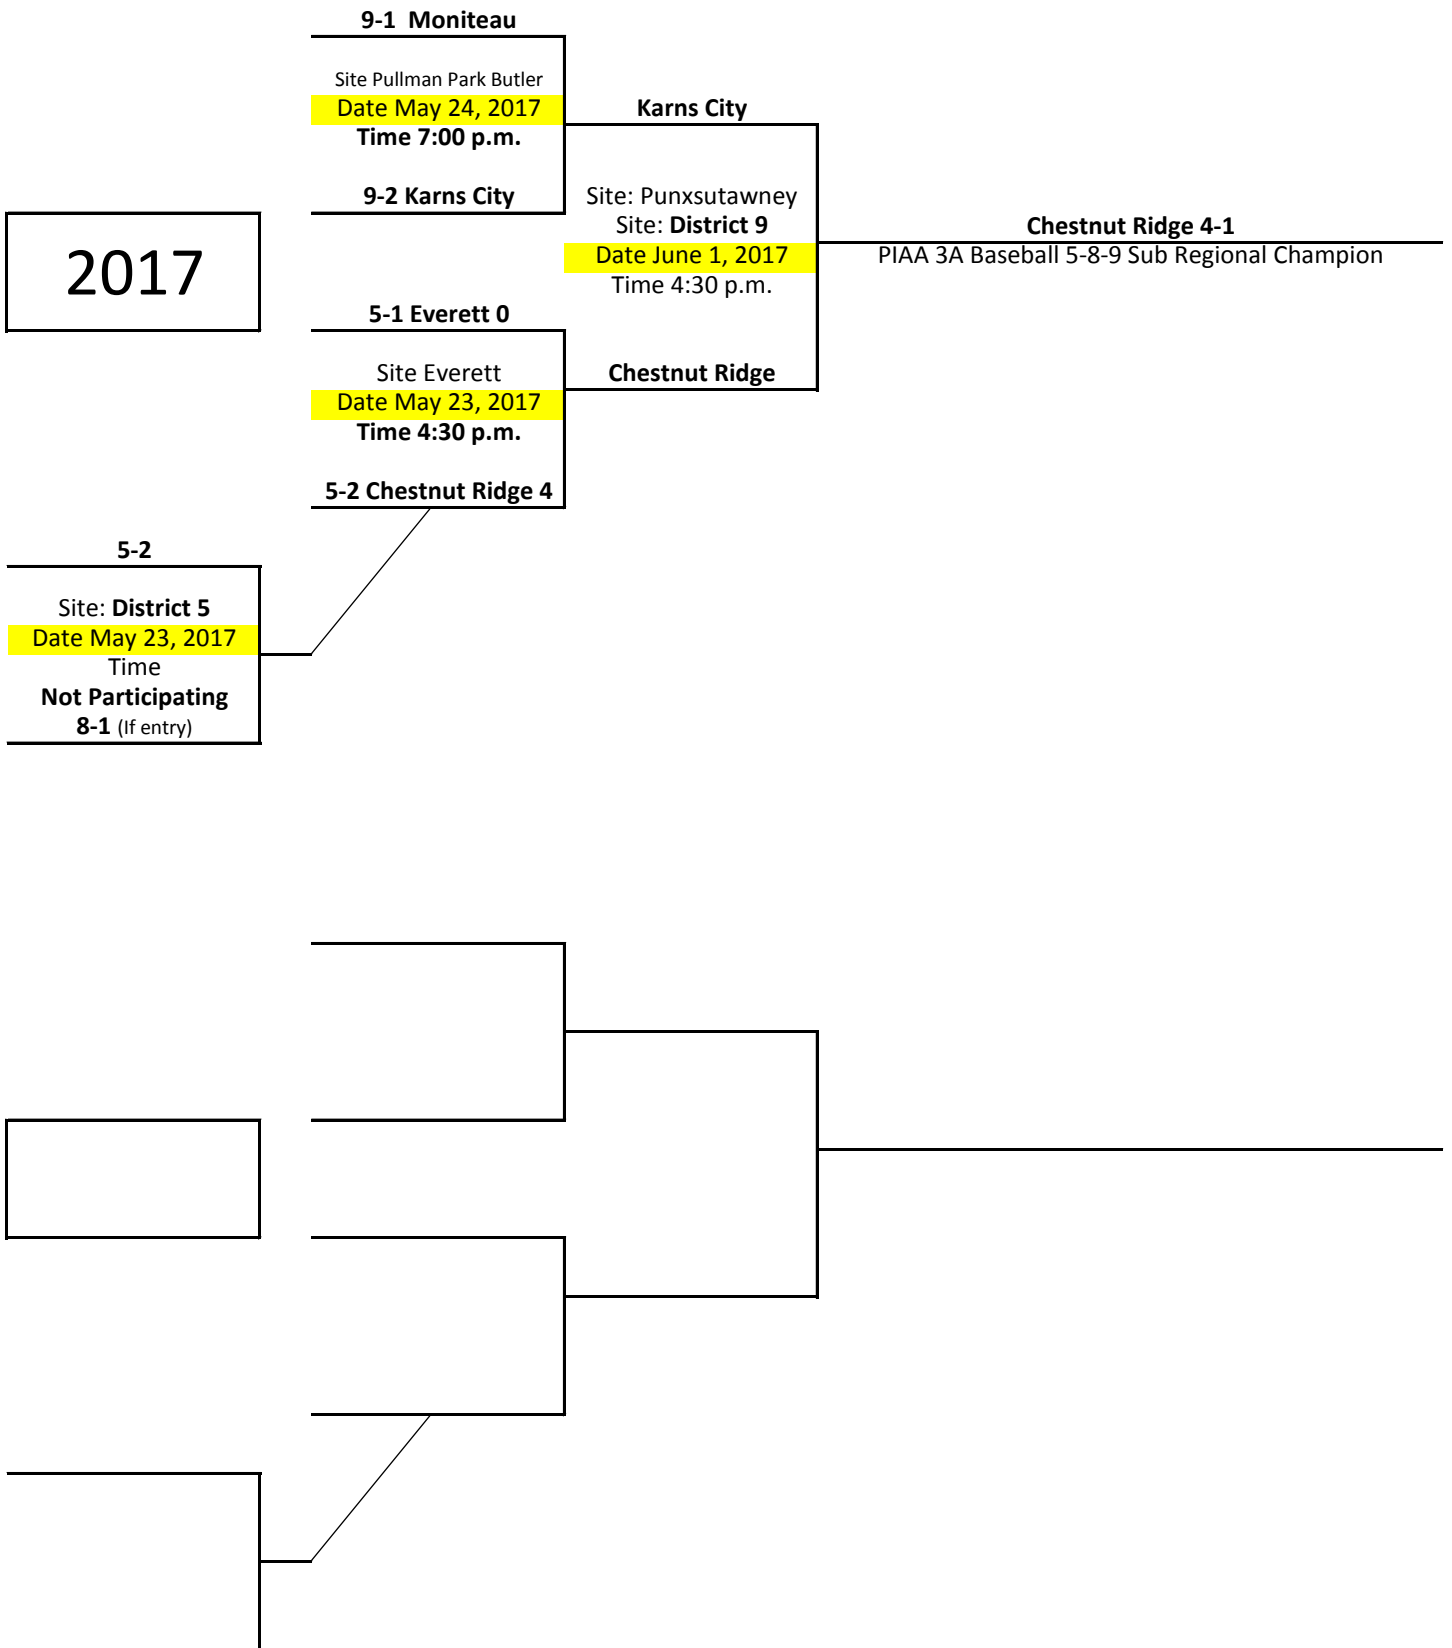 9-1  Moniteau
Site Pullman Park Butler
Date May 24, 2017
Time 7:00 p.m.
9-2 Karns City
Karns City
Site: Punxsutawney
Site: District 9
Date June 1, 2017
Time 4:30 p.m.
Chestnut Ridge 4-1
PIAA 3A Baseball 5-8-9 Sub Regional Champion
2017
5-1 Everett 0
Site Everett
Date May 23, 2017
Time 4:30 p.m.
5-2 Chestnut Ridge 4
Chestnut Ridge
5-2
Site: District 5
Date May 23, 2017
Time
Not Participating
8-1 (If entry)